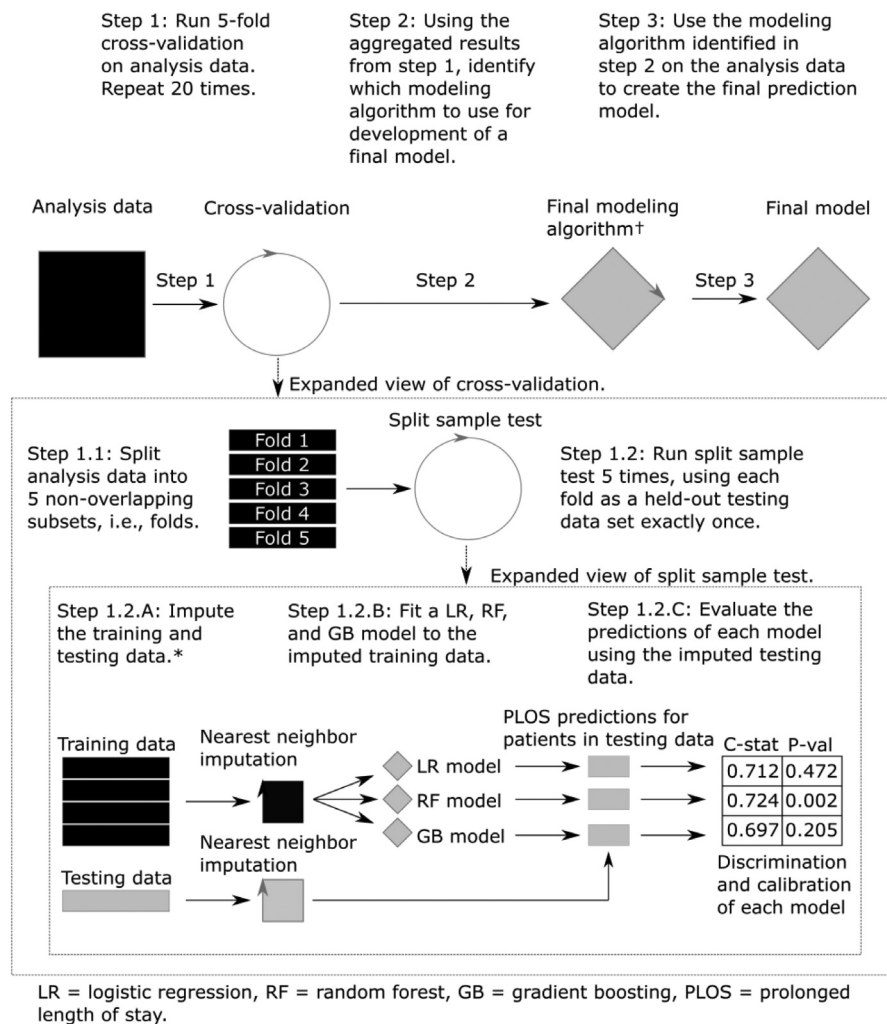 Step 1: Run 5-fold
cross-validation
on analysis data.
Repeat 20 times.
Step 2: Using the
aggregated results
from step 1, identify
which modeling
algorithm to use for
development of a
final model.
Step 3: Use the
modeling
algorithm identified in
step 2 on the analysis data
to create the final prediction
model.
Analysis data
Cross-validation
Final modeling
algorithm†
Final model
Step 1
Step 2
Step 3
Expanded view of cross-validation.
Step 1.1: Split
analysis data into
5 non-overlapping
subsets, i.e., folds.
Fold 1
Fold 2
Fold 3
Fold 4
Fold 5
Split sample test
Step 1.2: Run split sample
test 5 times, using each
fold as a held-out testing
data set exactly once.
Expanded view of split sample test.
Step 1.2.A: Impute
the training and
testing data.*
Step 1.2.B: Fit a LR, RF,
and GB model to the
imputed training data.
Step 1.2.C: Evaluate the
predictions of each model
using the imputed testing
data.
Training data
Nearest neighbor
imputation
LR model
RF model
GB model
PLOS predictions for
patients in testing data
C-stat P-val
0.712 0.472
0.724 0.002
0.697 0.205
Testing data
Nearest neighbor
imputation
Discrimination
and calibration
of each model
LR = logistic regression, RF = random forest, GB = gradient boosting, PLOS = prolonged
length of stay.